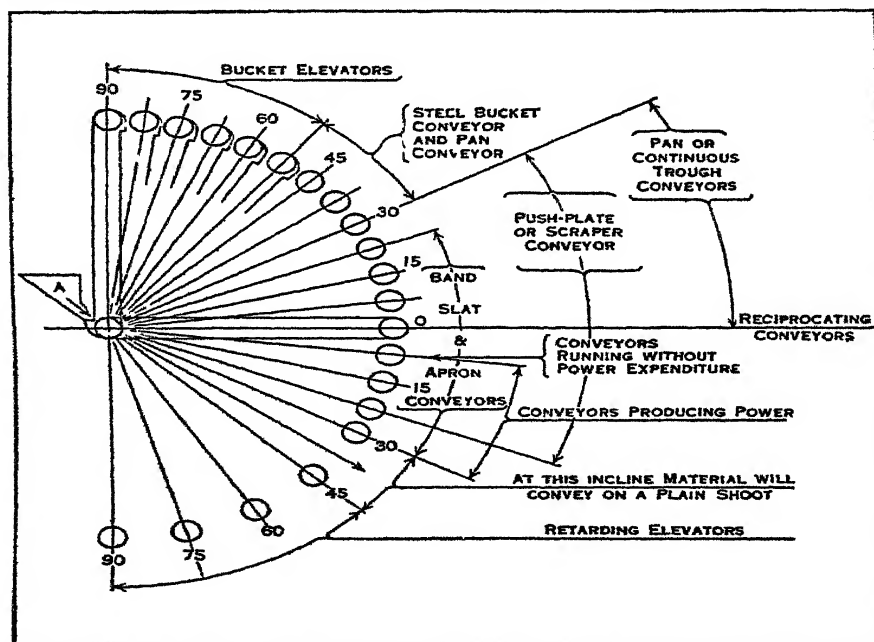 BUCKET ELEVATORS
90
75
60
45
30
15
0
15
30
45
60
75
90
A
STEEL BUCKET
CONVEYOR
AND PAN
CONVEYOR
PAN OR
CONTINUOUS
TROUGH
CONVEYORS
PUSH-PLATE
OR SCRAPER
CONVEYOR
BAND
SLAT
&
APRON
CONVEYORS
RECIPROCATING
CONVEYORS
CONVEYORS
RUNNING WITHOUT
POWER EXPENDITURE
CONVEYORS PRODUCING POWER
AT THIS INCLINE MATERIAL WILL
CONVEY ON A PLAIN SHOOT
RETARDING ELEVATORS